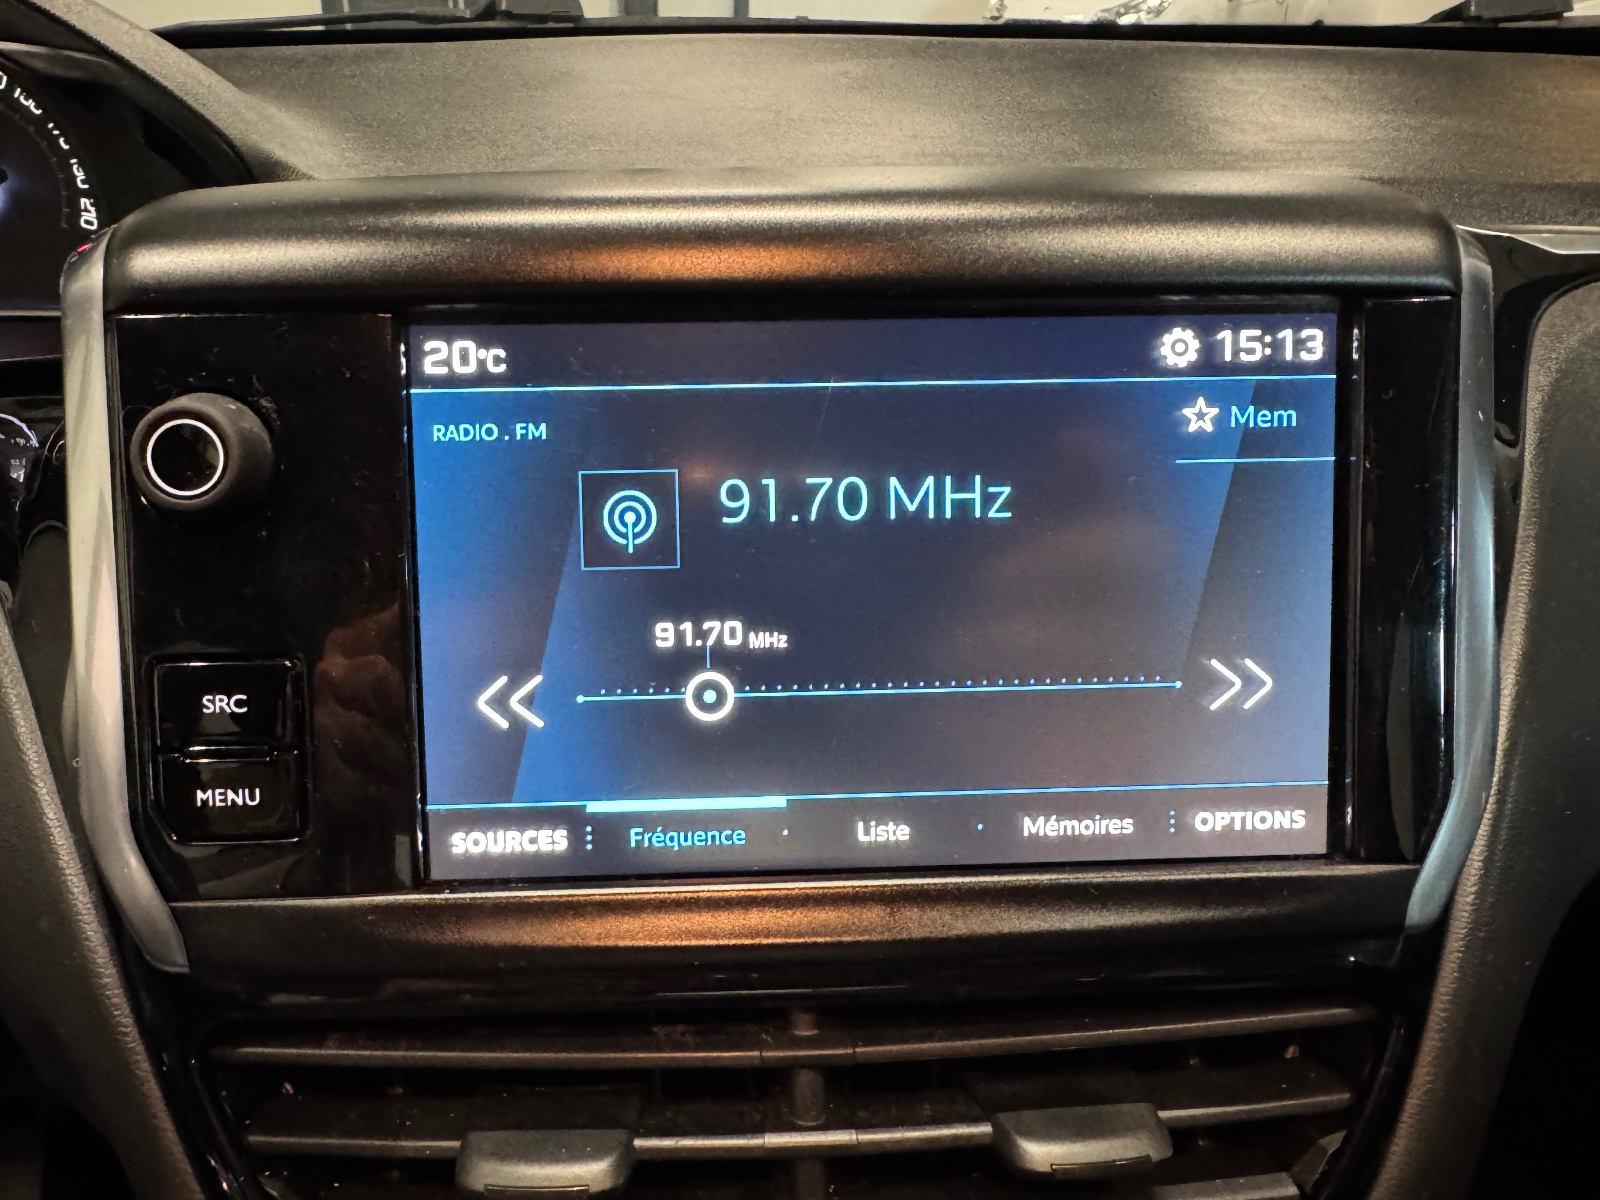 210
20°C
15:13
RADIO . FM
Mem
91.70 MHz
91.70 MHz
SRC
MENU
SOURCES
Fréquence
Liste
Mémoires
OPTIONS